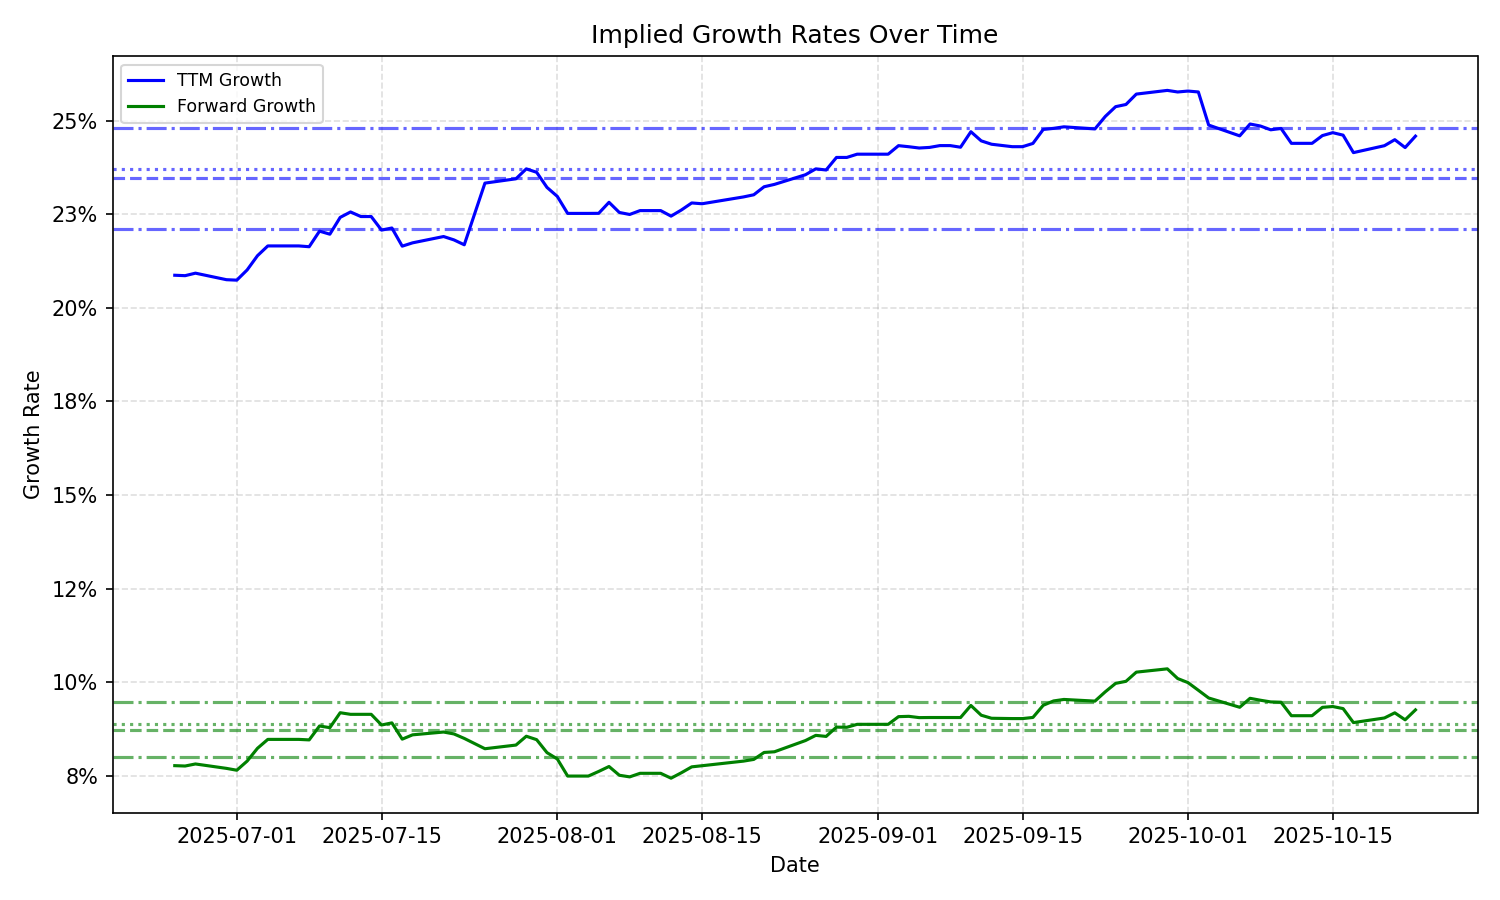 Implied Growth Rates Over Time
TTM Growth
Forward Growth
25%
23%
20%
18%
15%
12%
10%
8%
Growth Rate
2025-07-01 2025-07-15 2025-08-01 2025-08-15 2025-09-01 2025-09-15 2025-10-01 2025-10-15
Date